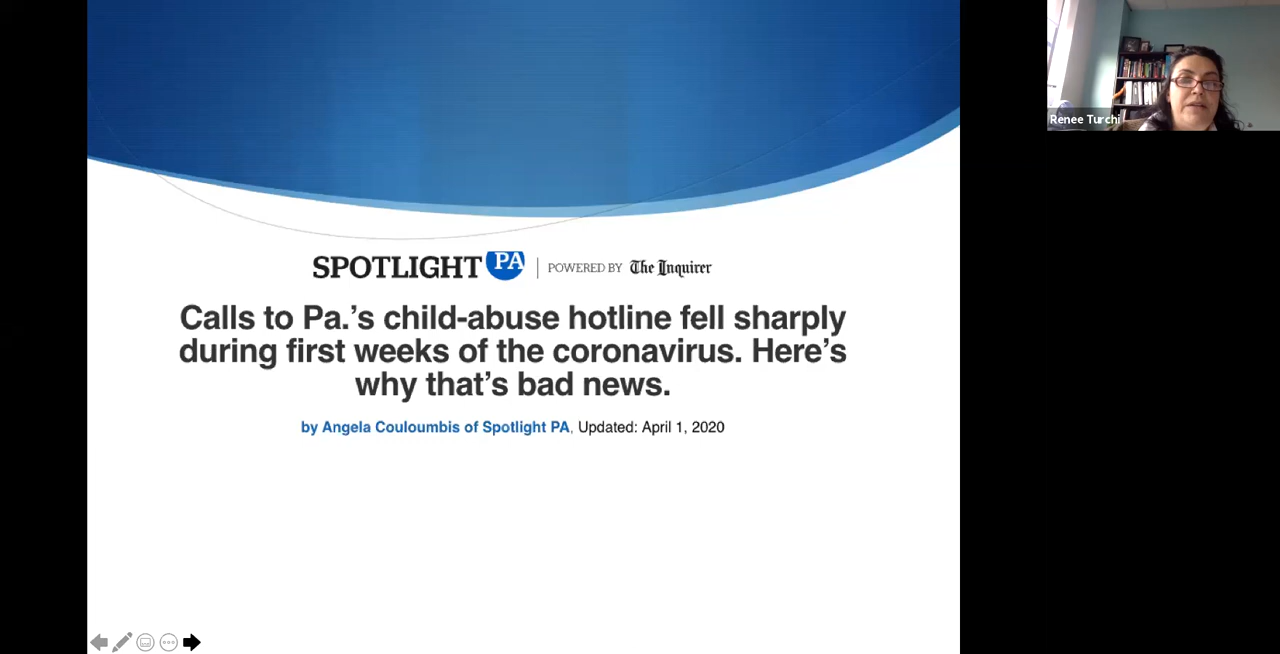 Renee Turchi
SPOTLIGHT PA POWERED BY The Inquirer
Calls to Pa.’s child-abuse hotline fell sharply
during first weeks of the coronavirus. Here’s
why that’s bad news.
by Angela Couloumbis of Spotlight PA, Updated: April 1, 2020